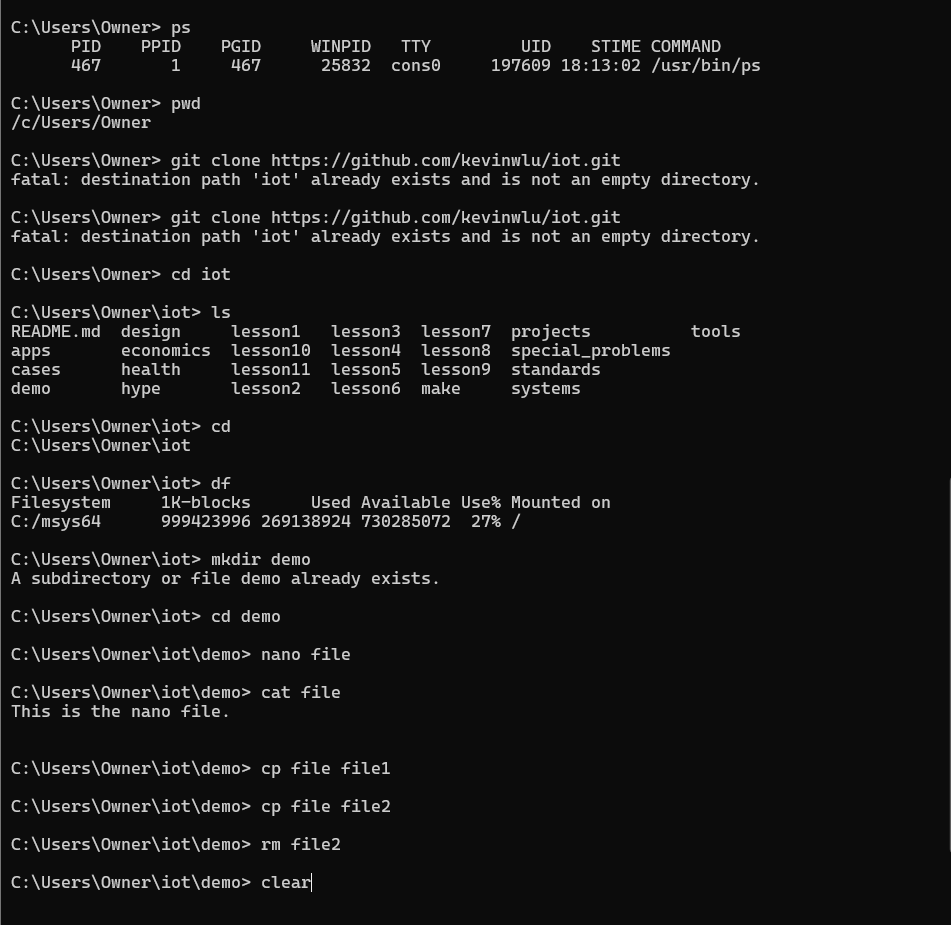 C:\Users\Owner> ps
      PID    PPID    PGID     WINPID   TTY         UID    STIME COMMAND
      467       1     467      25832  cons0     197609 18:13:02 /usr/bin/ps
C:\Users\Owner> pwd
/c/Users/Owner
C:\Users\Owner> git clone https://github.com/kevinwlu/iot.git
fatal: destination path 'iot' already exists and is not an empty directory.
C:\Users\Owner> git clone https://github.com/kevinwlu/iot.git
fatal: destination path 'iot' already exists and is not an empty directory.
C:\Users\Owner> cd iot
C:\Users\Owner\iot> ls
README.md  design     lesson1   lesson3  lesson7  projects          tools
apps       economics  lesson10  lesson4  lesson8  special_problems
cases      health     lesson11  lesson5  lesson9  standards
demo       hype       lesson2   lesson6  make     systems
C:\Users\Owner\iot> cd
C:\Users\Owner\iot
C:\Users\Owner\iot> df
Filesystem     1K-blocks      Used Available Use% Mounted on
C:/msys64      999423996 269138924 730285072  27% /
C:\Users\Owner\iot> mkdir demo
A subdirectory or file demo already exists.
C:\Users\Owner\iot> cd demo
C:\Users\Owner\iot\demo> nano file
C:\Users\Owner\iot\demo> cat file
This is the nano file.
C:\Users\Owner\iot\demo> cp file file1
C:\Users\Owner\iot\demo> cp file file2
C:\Users\Owner\iot\demo> rm file2
C:\Users\Owner\iot\demo> clear